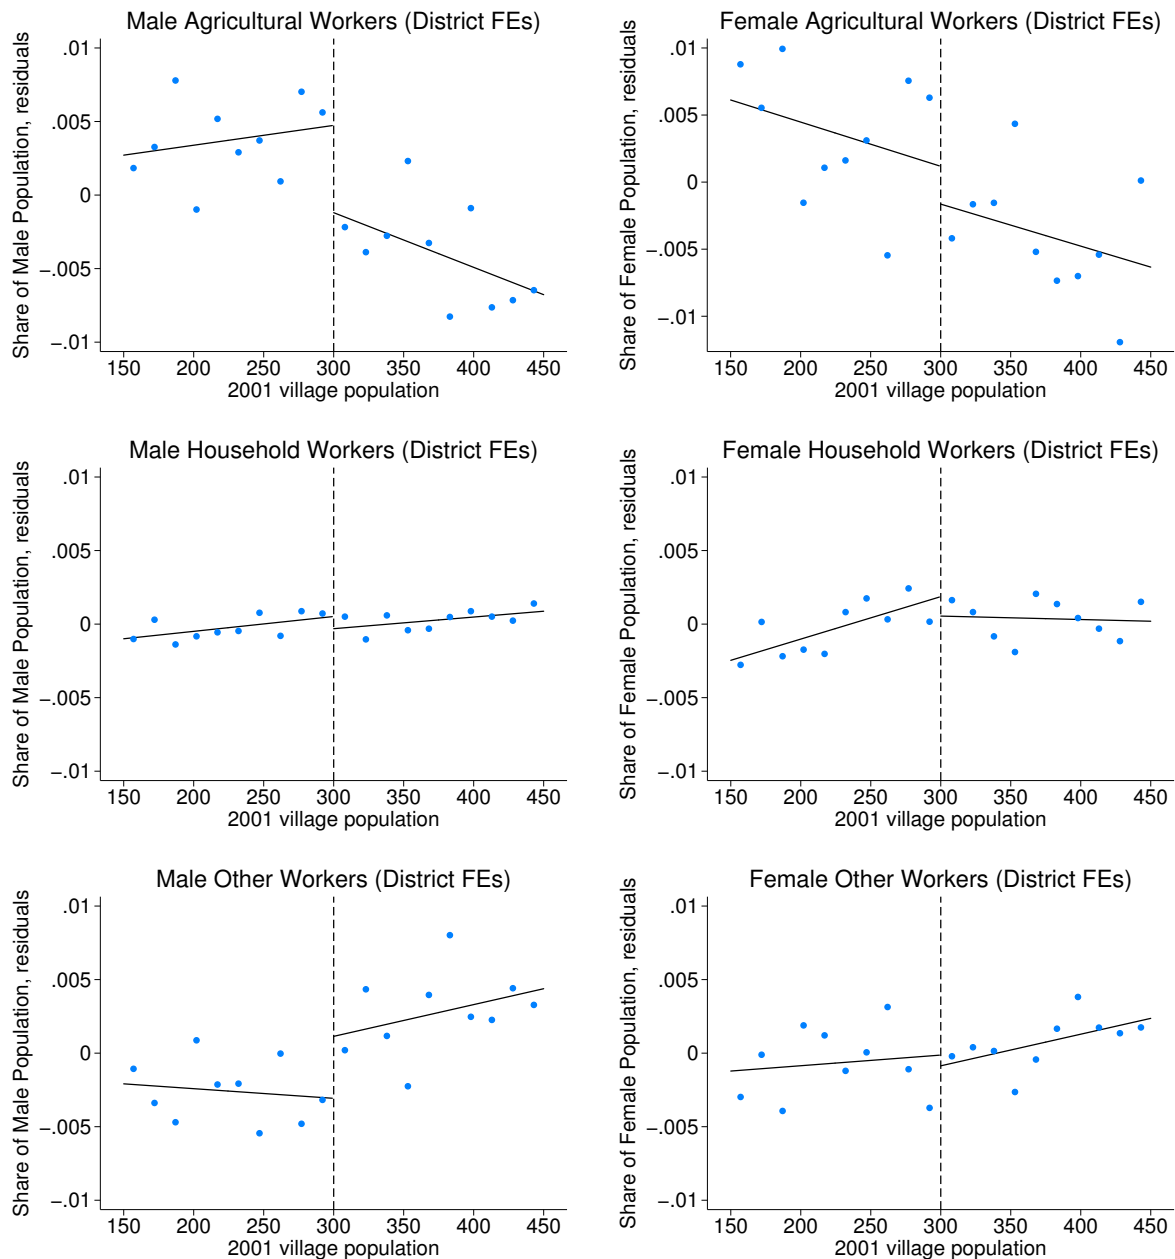 Male Agricultural Workers (District FEs)
Share of Male Population, residuals
.01
.005
0
−.005
−.01
150 200 250 300 350 400 450
2001 village population
Female Agricultural Workers (District FEs)
Share of Female Population, residuals
.01
.005
0
−.005
−.01
150 200 250 300 350 400 450
2001 village population
Male Household Workers (District FEs)
Share of Male Population, residuals
.01
.005
0
−.005
−.01
150 200 250 300 350 400 450
2001 village population
Female Household Workers (District FEs)
Share of Female Population, residuals
.01
.005
0
−.005
−.01
150 200 250 300 350 400 450
2001 village population
Male Other Workers (District FEs)
Share of Male Population, residuals
.01
.005
0
−.005
−.01
150 200 250 300 350 400 450
2001 village population
Female Other Workers (District FEs)
Share of Female Population, residuals
.01
.005
0
−.005
−.01
150 200 250 300 350 400 450
2001 village population